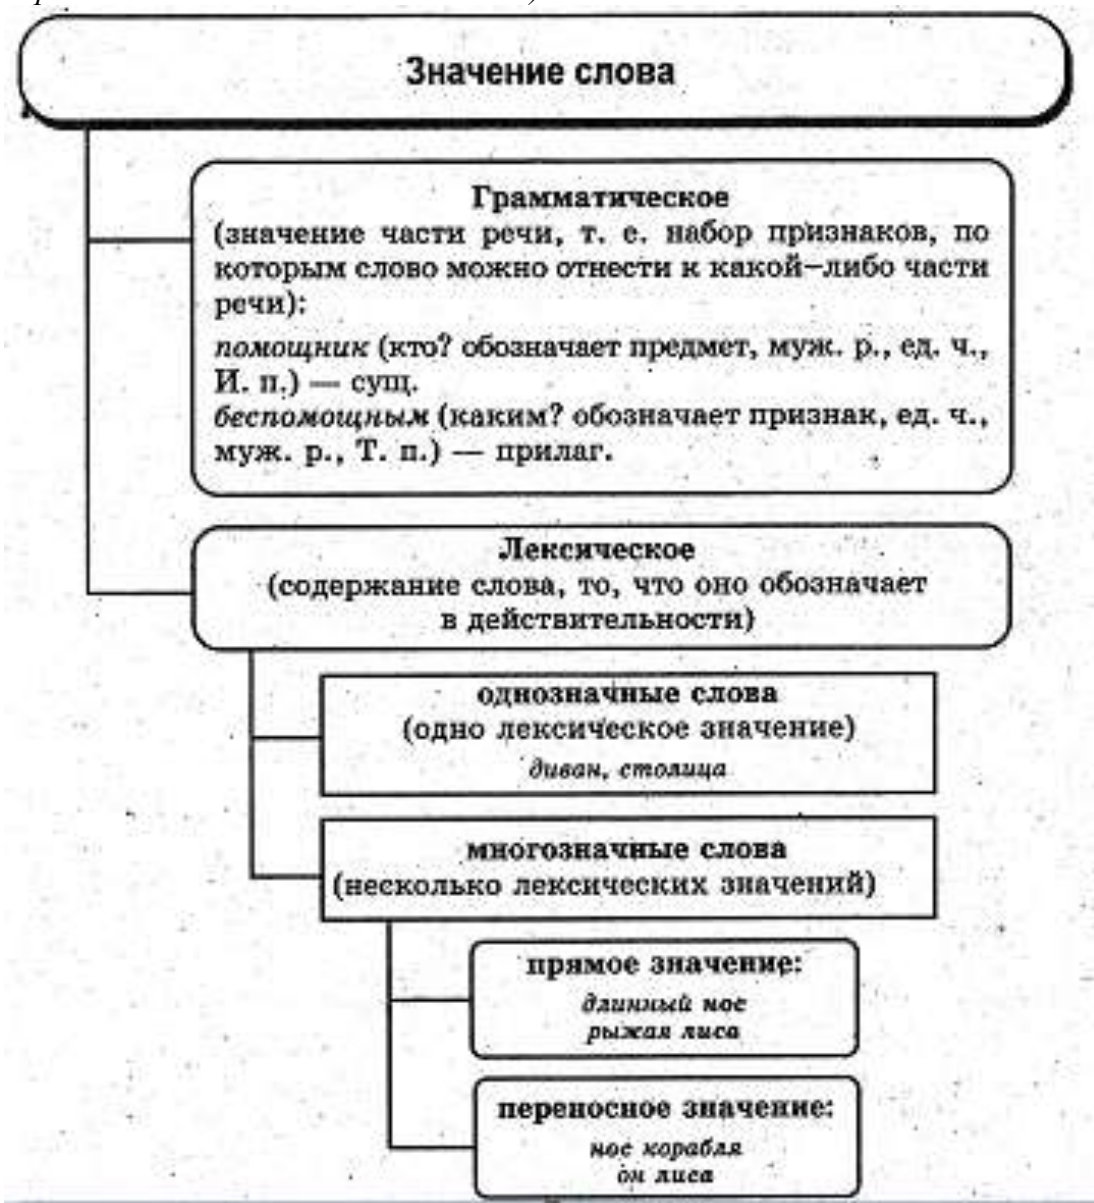 Значение слова
Грамматическое
(значение части речи, т. е. набор признаков, по
которым слово можно отнести к какой-либо части
речи):
помощник (кто? обозначает предмет, муж. р., ед. ч.,
И. п.) — сущ.
беспомощным (каким? обозначает признак, ед. ч.,
муж. р., Т. п.) — прилаг.
Лексическое
(содержание слова, то, что оно обозначает
в действительности)
однозначные слова
(одно лексическое значение)
диван, столица
многозначные слова
(несколько лексических значений)
прямое значение:
длинный нос
рыжая лиса
переносное значение:
нос корабля
он лиса